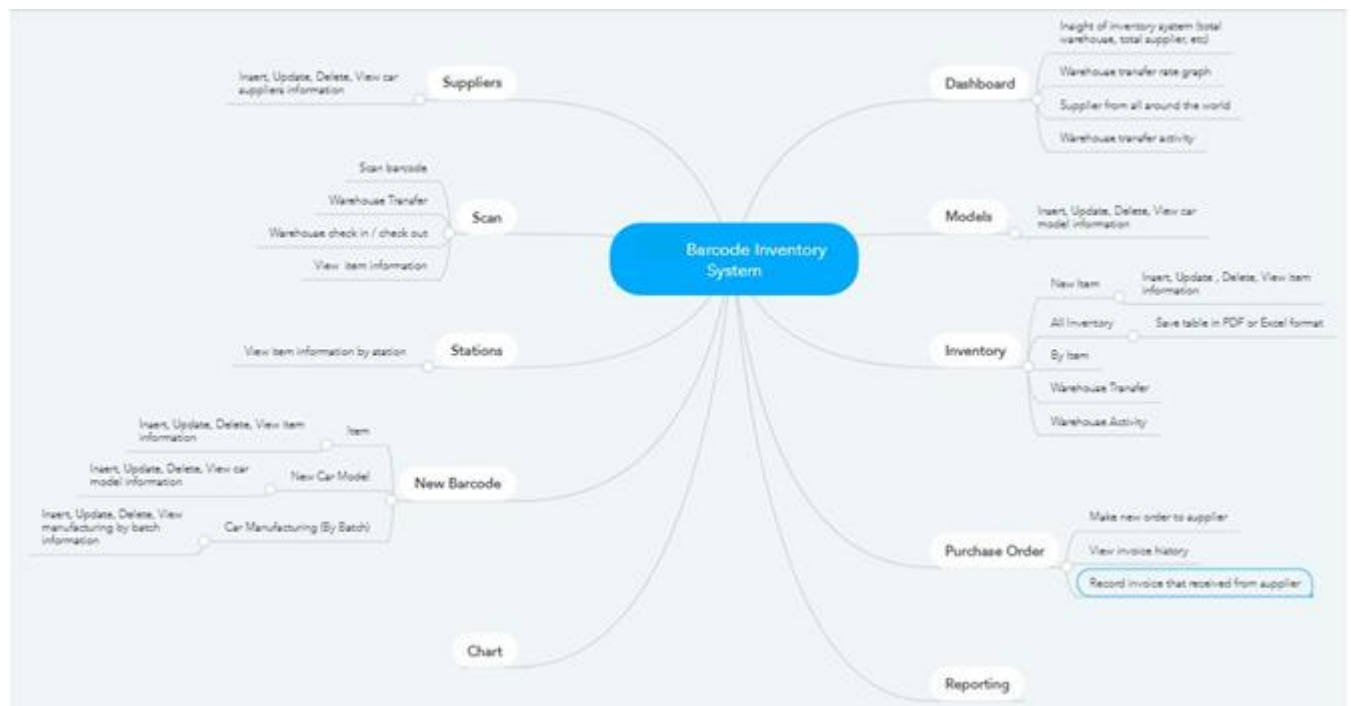 Barcode Inventory
System
Suppliers
Insert, Update, Delete, View car
suppliers information
Scan
Scan barcode
Warehouse Transfer
Warehouse check in / check out
View item information
Stations
View item information by station
New Barcode
Item
Insert, Update, Delete, View item
information
New Car Model
Insert, Update, Delete, View car
model information
Car Manufacturing (By Batch)
Insert, Update, Delete, View
manufacturing by batch
information
Chart
Dashboard
Insight of inventory system (total
warehouse, total supplier, etc)
Warehouse transfer rate graph
Supplier from all around the world
Warehouse transfer activity
Models
Insert, Update, Delete, View car
model information
Inventory
New Item
Insert, Update , Delete, View item
information
All Inventory
Save table in PDF or Excel format
By Item
Warehouse Transfer
Warehouse Activity
Purchase Order
Make new order to supplier
View invoice history
Record invoice that received from supplier
Reporting